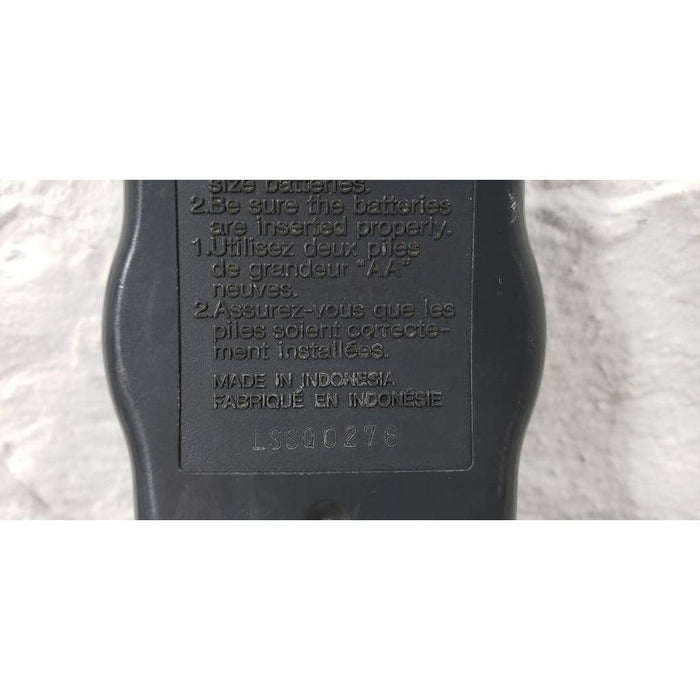 size batteries.
2.Be sure the batteries
are inserted properly.
1.Utilisez deux piles
de grandeur "AA"
neuves.
2.Assurez-vous que les
piles soient correcte-
ment installées.
MADE IN INDONESIA
FABRIQUÉ EN INDONÉSIE
LSSQ0276